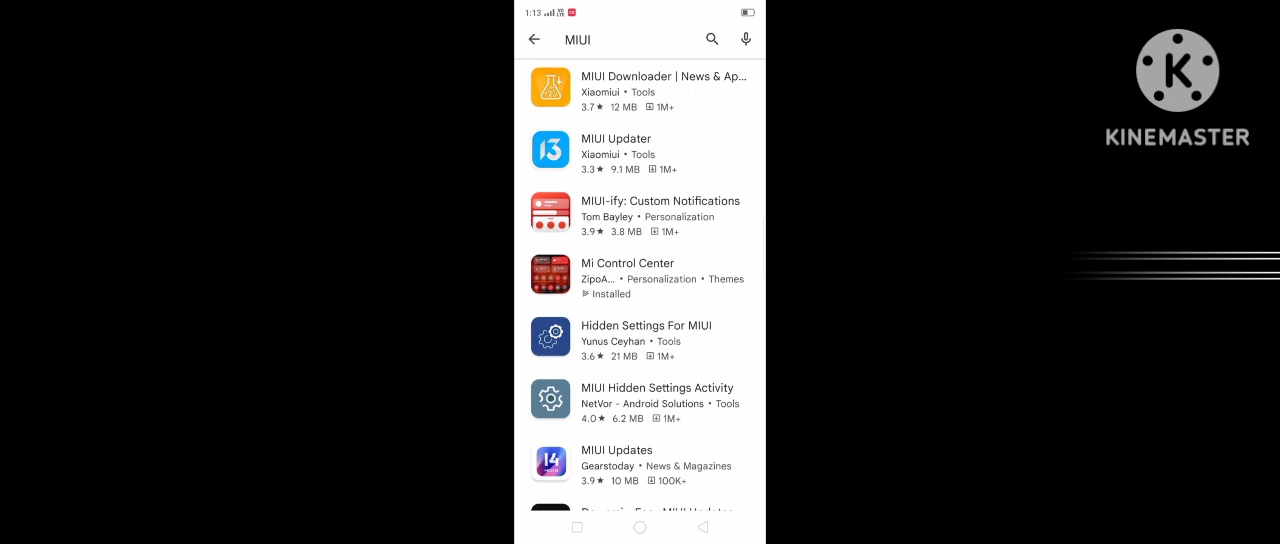 1:13 VO LTE
MIUI
MIUI Downloader | News & Ap...
Xiaomiui • Tools
3.7★ 12 MB 1M+
13
MIUI Updater
Xiaomiui • Tools
3.3★ 9.1 MB 1M+
MIUI-ify: Custom Notifications
Tom Bayley • Personalization
3.9★ 3.8 MB 1M+
Mi Control Center
ZipoA... • Personalization • Themes
Installed
Hidden Settings For MIUI
Yunus Ceyhan • Tools
3.6★ 21 MB 1M+
MIUI Hidden Settings Activity
NetVor - Android Solutions • Tools
4.0★ 6.2 MB 1M+
14
MIUI Updates
Gearstoday • News & Magazines
3.9★ 10 MB 100K+
K
KINEMASTER